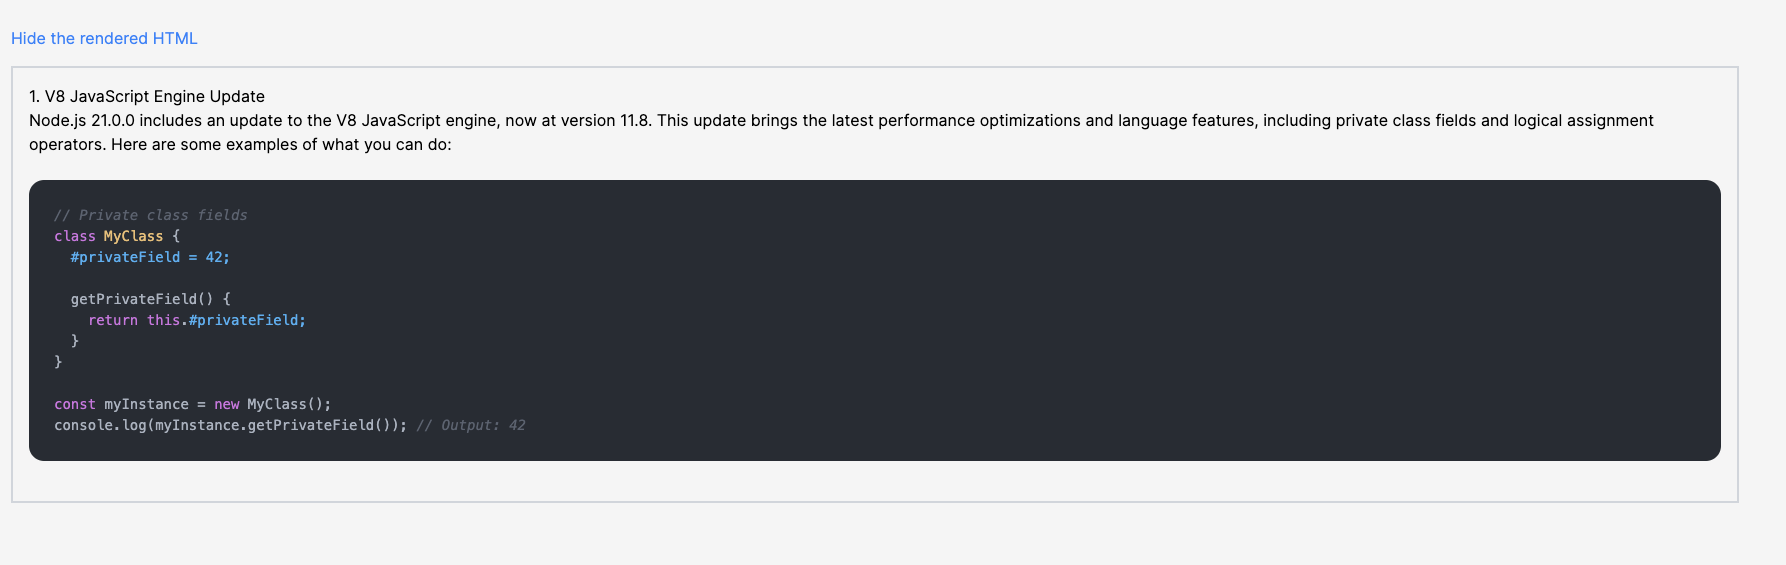 Hide the rendered HTML
1. V8 JavaScript Engine Update
Node.js 21.0.0 includes an update to the V8 JavaScript engine, now at version 11.8. This update brings the latest performance optimizations and language features, including private class fields and logical assignment
operators. Here are some examples of what you can do:
// Private class fields
class MyClass {
  #privateField = 42;

  getPrivateField() {
    return this.#privateField;
  }
}

const myInstance = new MyClass();
console.log(myInstance.getPrivateField()); // Output: 42